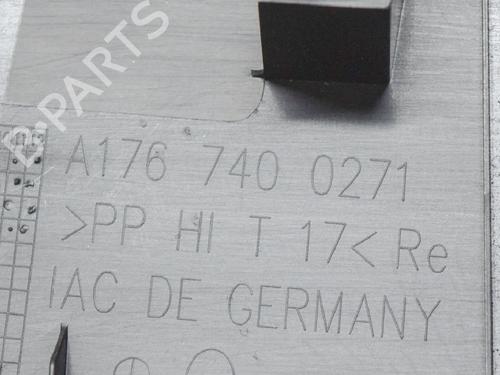 B-PARTS
A176 740 0271
>PP HI T 17< Re
IAC DE GERMANY